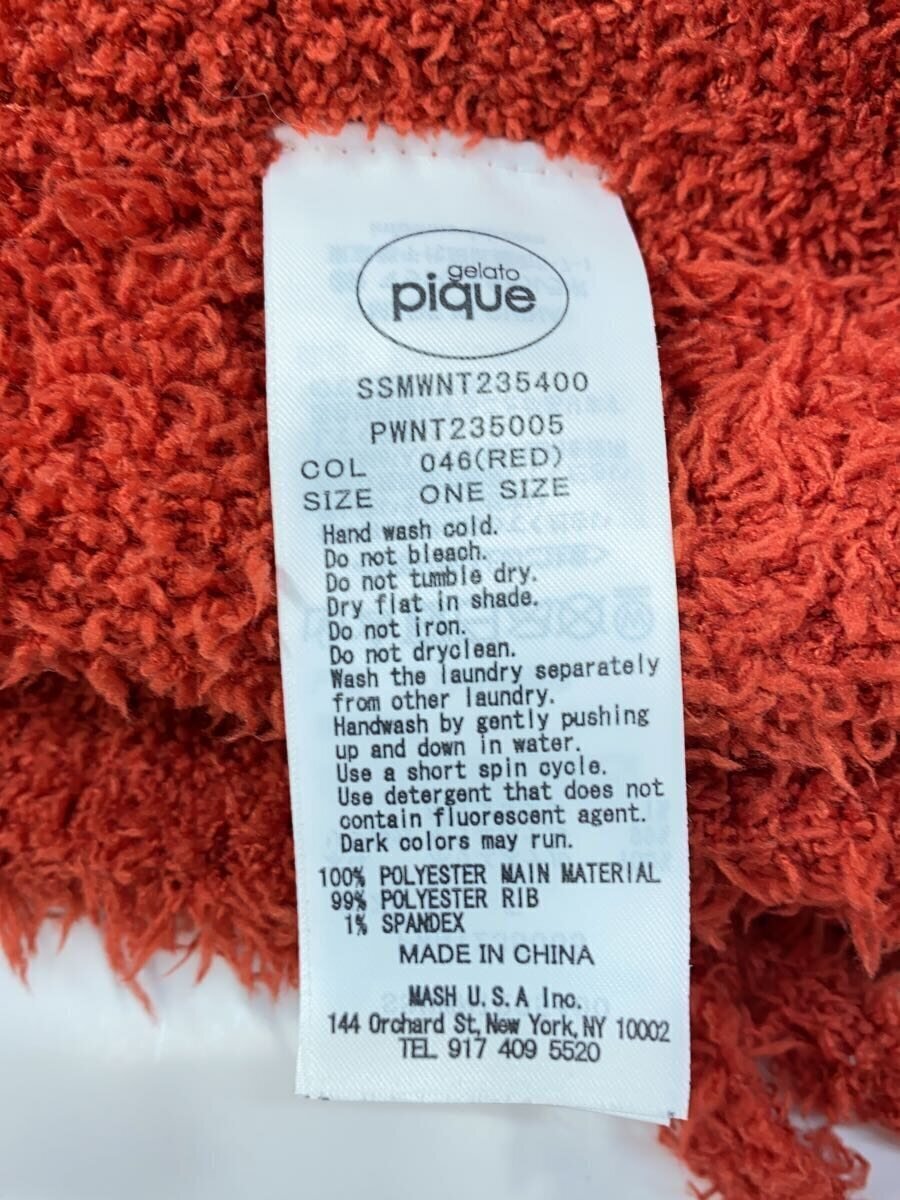 gelato
pique
SSMWNT235400
PWNT235005
COL 046(RED)
SIZE ONE SIZE
Hand wash cold.
Do not bleach.
Do not tumble dry.
Dry flat in shade.
Do not iron.
Do not dryclean.
Wash the laundry separately
from other laundry.
Handwash by gently pushing
up and down in water.
Use a short spin cycle.
Use detergent that does not
contain fluorescent agent.
Dark colors may run.
100% POLYESTER MAIN MATERIAL
99% POLYESTER RIB
1% SPANDEX
MADE IN CHINA
MASH U.S.A Inc.
144 Orchard St, New York, NY 10002
TEL 917 409 5520